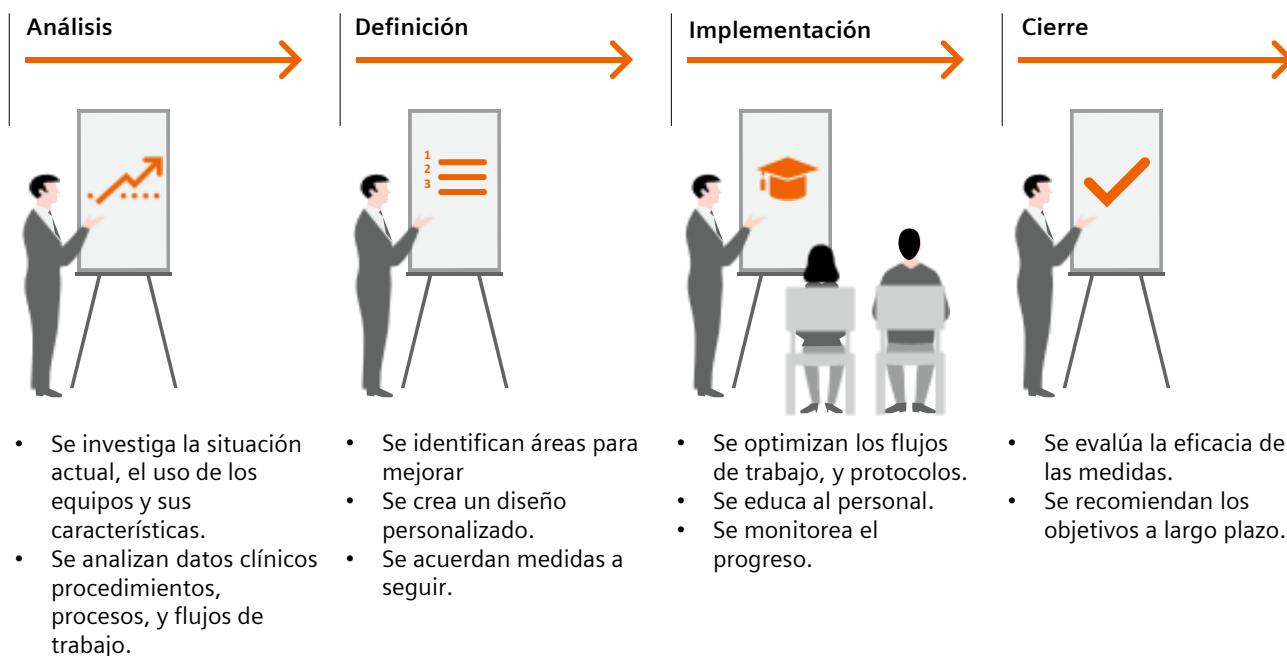 Análisis
Definición
Implementación
Cierre
1
2
3
• Se investiga la situación
actual, el uso de los
equipos y sus
características.
• Se analizan datos clínicos
procedimientos,
procesos, y flujos de
trabajo.
• Se identifican áreas para
mejorar
• Se crea un diseño
personalizado.
• Se acuerdan medidas a
seguir.
• Se optimizan los flujos
de trabajo, y protocolos.
• Se educa al personal.
• Se monitorea el
progreso.
• Se evalúa la eficacia de
las medidas.
• Se recomiendan los
objetivos a largo plazo.